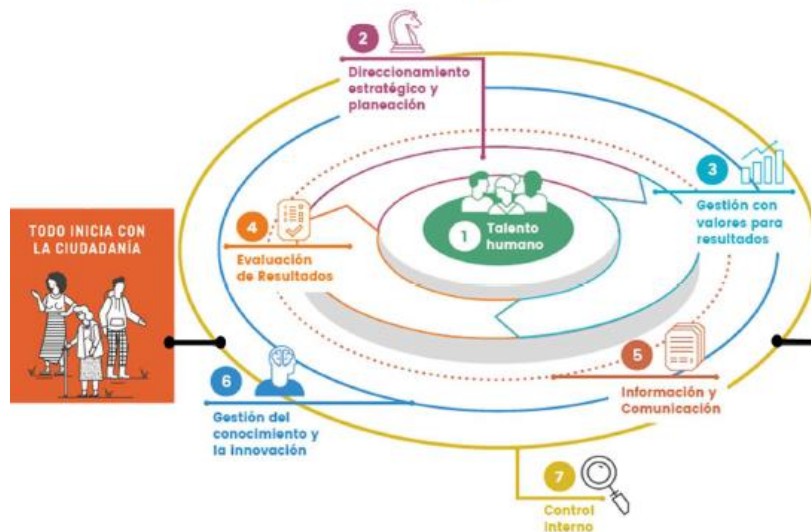 2
Direccionamiento
estratégico y
planeación
3
Gestión con
valores para
resultados
TODO INICIA CON
LA CIUDADANÍA
4
Evaluación
de Resultados
1 Talento
humano
5
Información y
Comunicación
6
Gestión del
conocimiento y
la innovación
7
Control
Interno